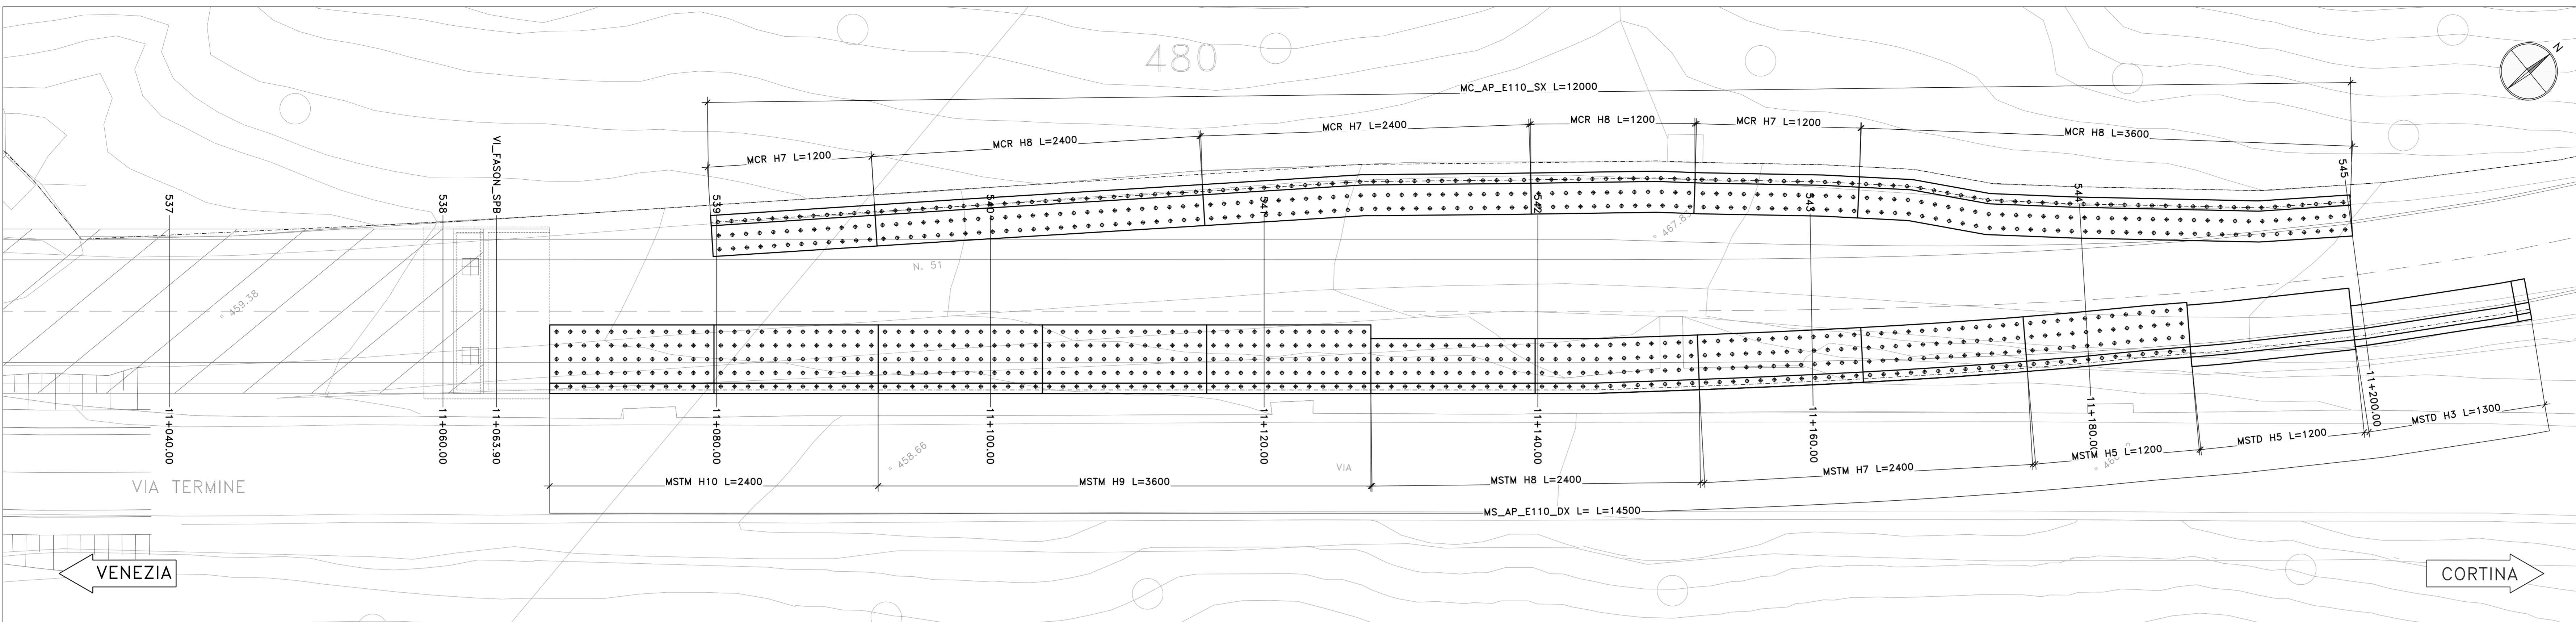 480
N
MC_AP_E110_SX L=12000
MCR H7 L=1200
MCR H8 L=2400
MCR H7 L=2400
MCR H8 L=1200
MCR H7 L=1200
MCR H8 L=3600
537
538
VI_FASON_SPB
539
540
541
542
543
544
545
467.83
N. 51
459.38
11+040.00
11+060.00
11+063.90
11+080.00
11+100.00
11+120.00
11+140.00
11+160.00
11+180.00
11+200.00
458.66
VIA
VIA TERMINE
MSTM H10 L=2400
MSTM H9 L=3600
MSTM H8 L=2400
MSTM H7 L=2400
MSTM H5 L=1200
MSTD H5 L=1200
MSTD H3 L=1300
MS_AP_E110_DX L= L=14500
VENEZIA
CORTINA